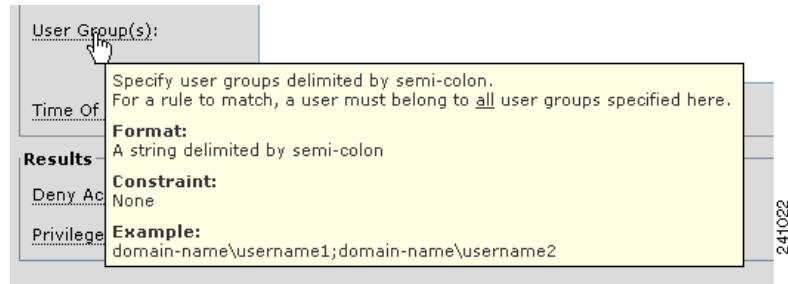 User Group(s):
Specify user groups delimited by semi-colon.
For a rule to match, a user must belong to all user groups specified here.
Time Of
Format:
A string delimited by semi-colon
Results
Constraint:
Deny Ac
None
Privilege
Example:
domain-name\username1;domain-name\username2
241022